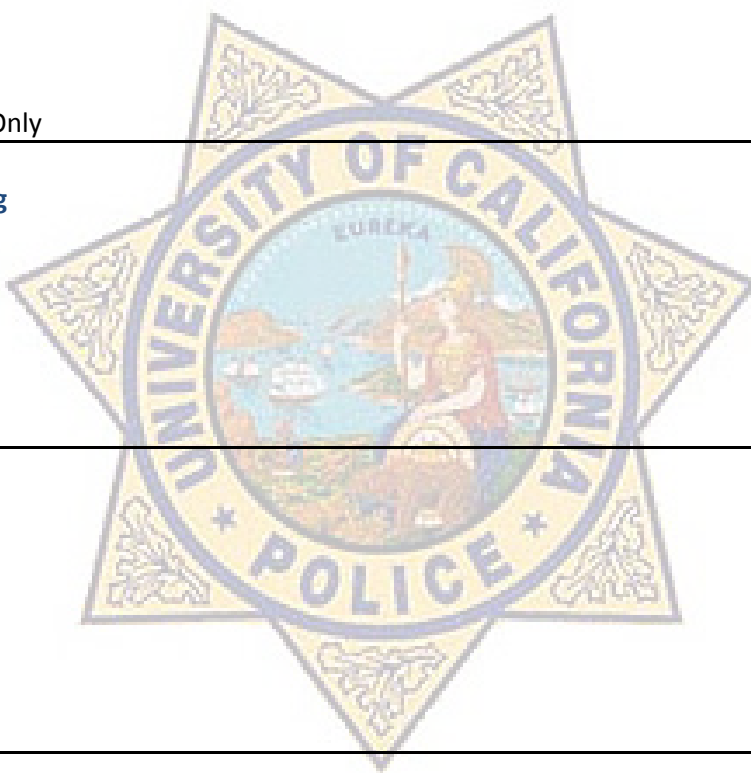 Only
g
UNIVERSITY OF CALIFORNIA
EUREKA
★ POLICE ★